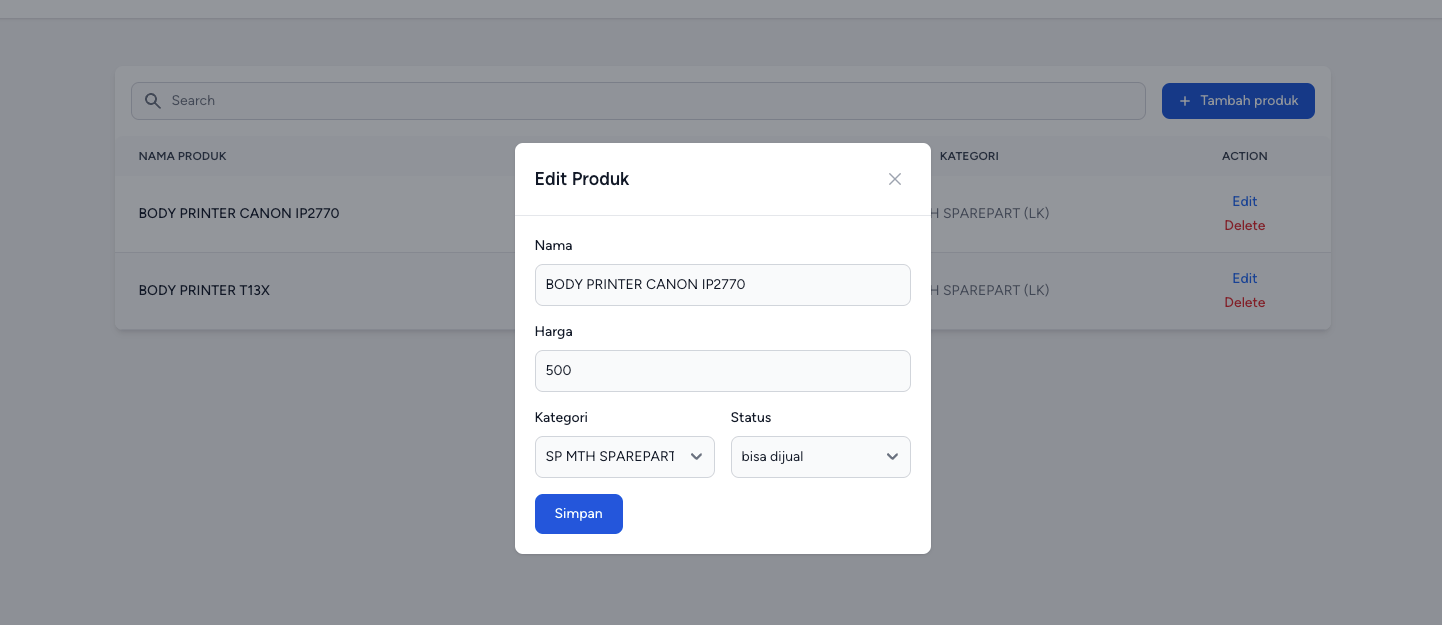 Search
+ Tambah produk
NAMA PRODUK
KATEGORI
ACTION
BODY PRINTER CANON IP2770
H SPAREPART (LK)
Edit
Delete
BODY PRINTER T13X
H SPAREPART (LK)
Edit
Delete
Edit Produk
Nama
BODY PRINTER CANON IP2770
Harga
500
Kategori
Status
SP MTH SPAREPART
bisa dijual
Simpan